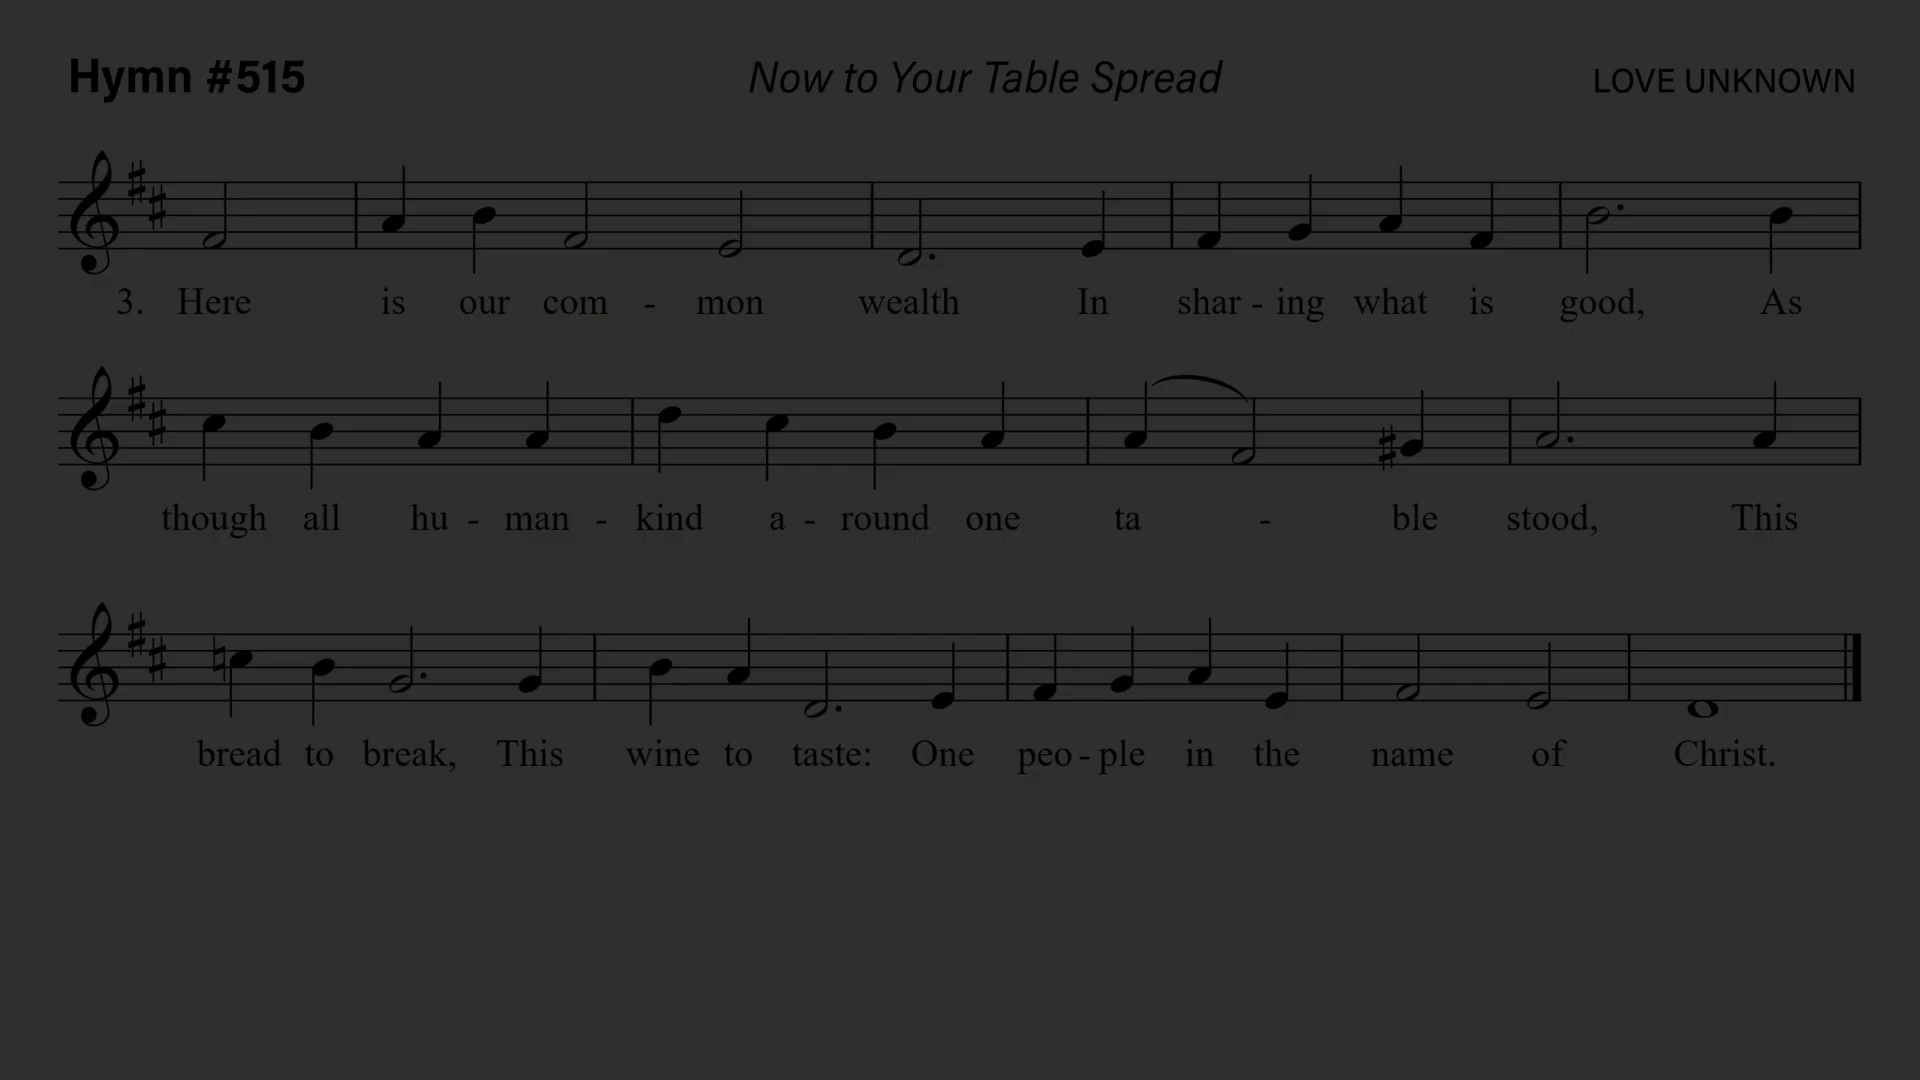 Hymn #515 Now to Your Table Spread LOVE UNKNOWN
3. Here is our com - mon wealth In shar - ing what is good, As
though all hu - man - kind a - round one ta - ble stood, This
bread to break, This wine to taste: One peo - ple in the name of Christ.